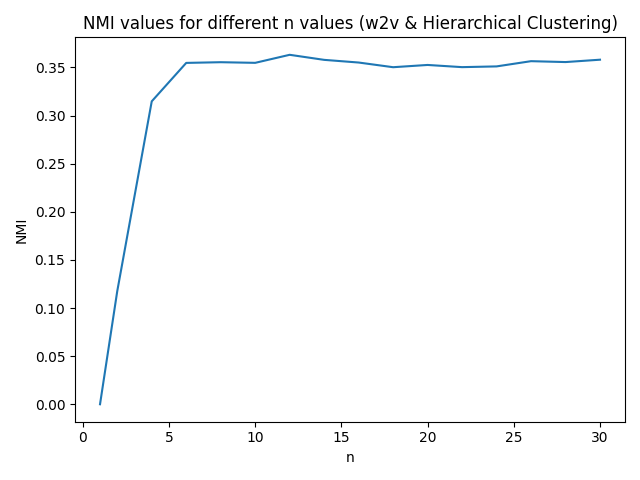 NMI values for different n values (w2v & Hierarchical Clustering)
0.35
0.30
0.25
0.20
0.15
0.10
0.05
0.00
NMI
0 5 10 15 20 25 30
n